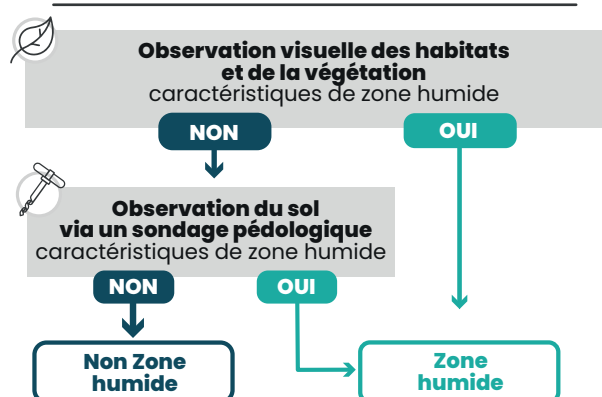 Observation visuelle des habitats
et de la végétation
caractéristiques de zone humide
NON
OUI
Observation du sol
via un sondage pédologique
caractéristiques de zone humide
NON
OUI
Non Zone
humide
Zone
humide